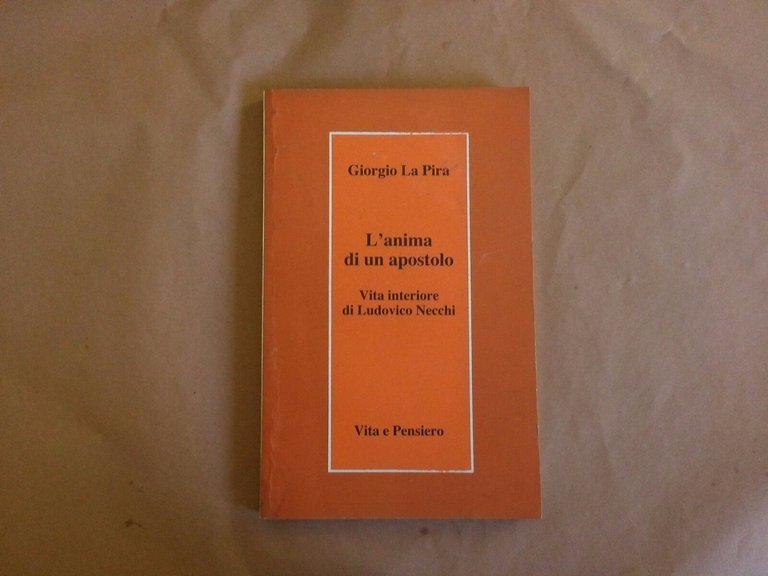 Giorgio La Pira
L'anima
di un apostolo
Vita interiore
di Ludovico Necchi
Vita e Pensiero